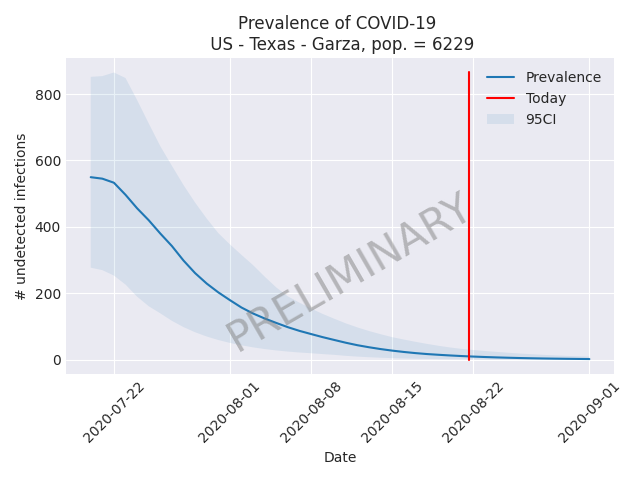 Prevalence of COVID-19
US - Texas - Garza, pop. = 6229
Prevalence
Today
95CI
800
600
400
200
0
# undetected infections
PRELIMINARY
2020-07-22
2020-08-01
2020-08-08
2020-08-15
2020-08-22
2020-09-01
Date